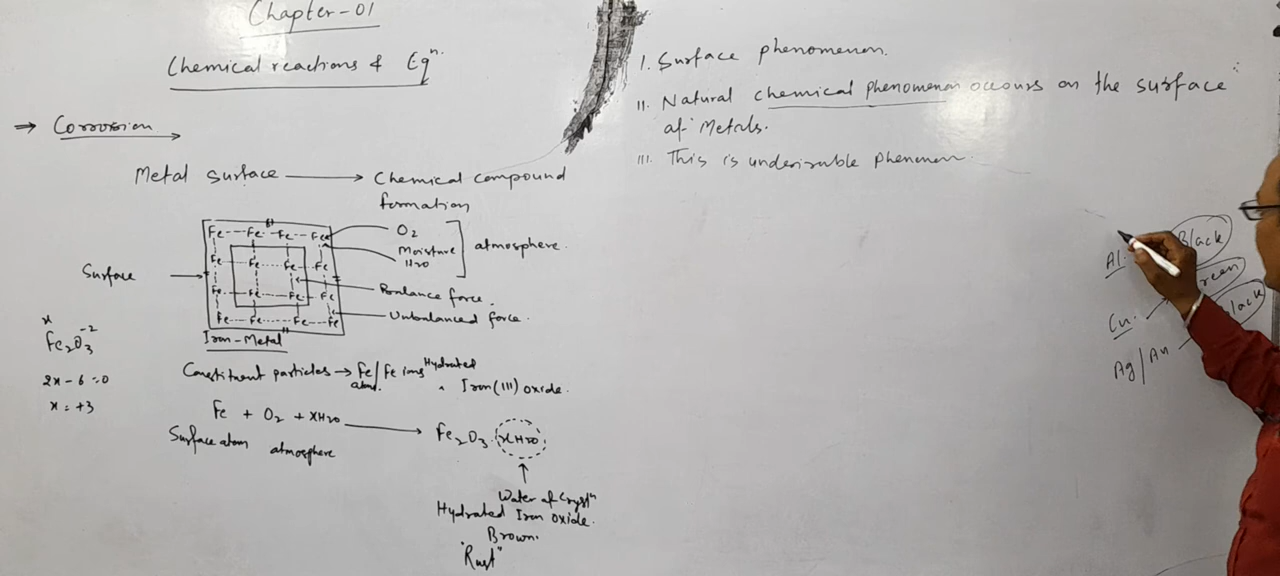 Chapter-01
Chemical reactions & Eqⁿ.
⇒ Corrosion
Metal surface ⟶ Chemical compound
formation
Fe---Fe---Fe---Fe
Fe Fe---Fe---Fe
Fe---Fe---Fe Fe
Fe---Fe---Fe---Fe
Iron-Metal"
Surface
O₂
Moisture
H₂O
atmosphere.
Balance force.
Unbalanced force.
x
Fe₂O₃⁻²
2x-6=0
x=+3
Constituent particles → Fe/Fe ions
atom.
Hydrated
Iron(III) oxide.
Fe + O₂ + xH₂O ⟶ Fe₂O₃.xH₂O
Surface atom atmosphere
Water of Crystⁿ
Hydrated Iron oxide.
Brown.
"Rust"
I. Surface phenomenon.
II. Natural chemical phenomenon occours on the surface
of Metals.
III. This is undesirable phenomen.
Al. Black
Cu. → reen
Ag/Au lack